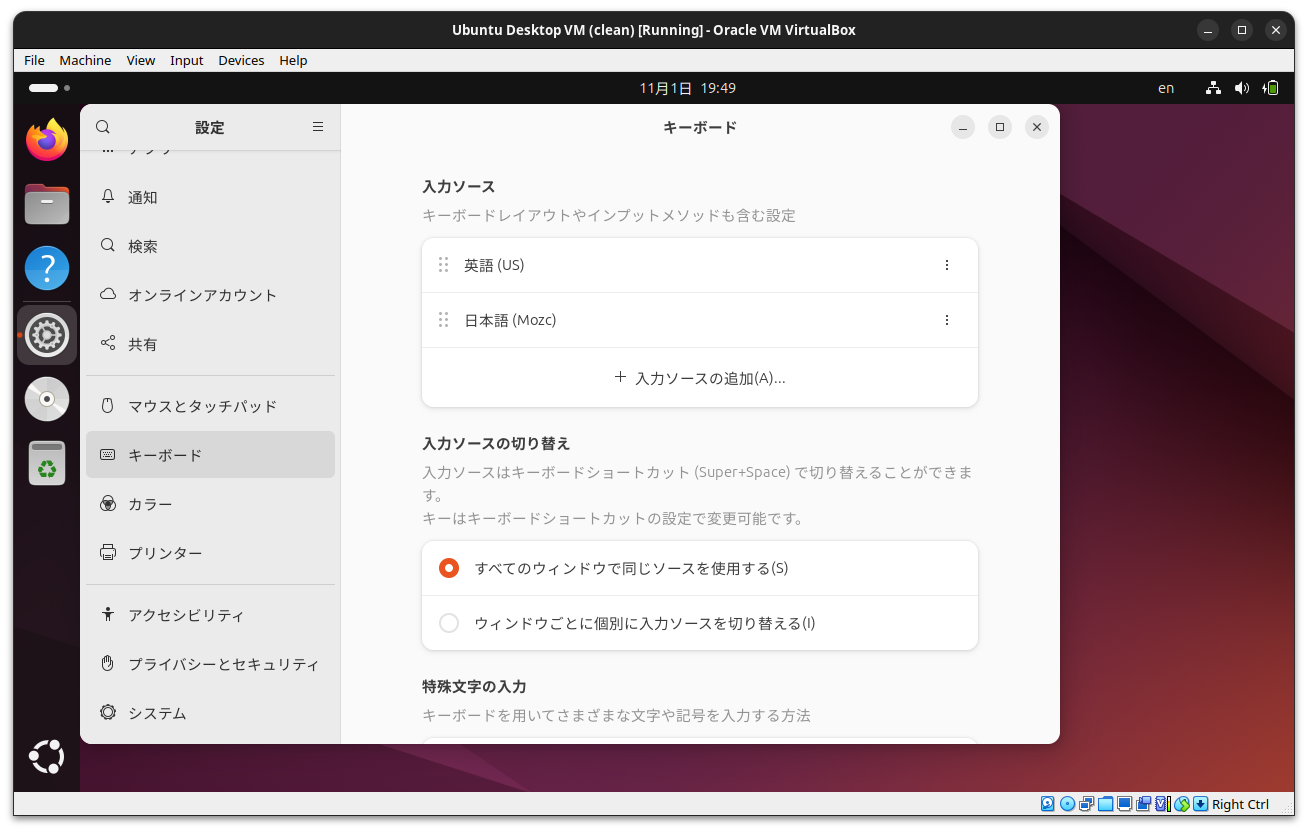 Ubuntu Desktop VM (clean) [Running] - Oracle VM VirtualBox
File Machine View Input Devices Help
11月1日 19:49
en
設定
キーボード
通知
検索
オンラインアカウント
共有
マウスとタッチパッド
キーボード
カラー
プリンター
アクセシビリティ
プライバシーとセキュリティ
システム
入力ソース
キーボードレイアウトやインプットメソッドも含む設定
英語 (US)
日本語 (Mozc)
+ 入力ソースの追加(A)...
入力ソースの切り替え
入力ソースはキーボードショートカット (Super+Space) で切り替えることができま
す。
キーはキーボードショートカットの設定で変更可能です。
すべてのウィンドウで同じソースを使用する(S)
ウィンドウごとに個別に入力ソースを切り替える(I)
特殊文字の入力
キーボードを用いてさまざまな文字や記号を入力する方法
Right Ctrl